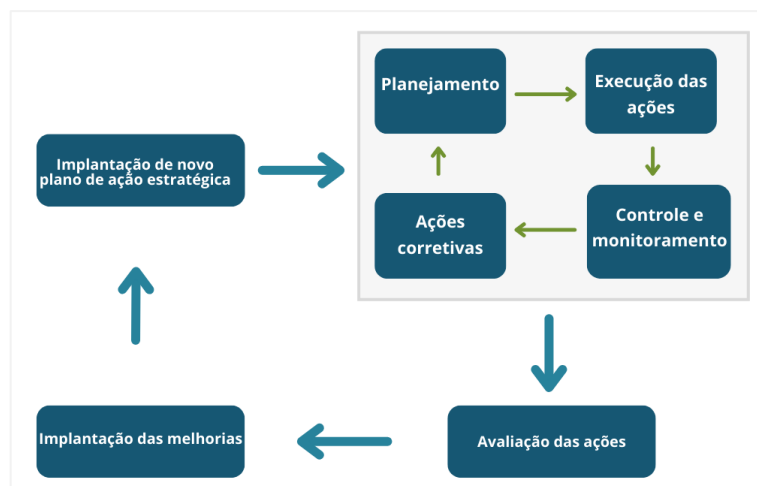 Planejamento
Execução das
ações
Implantação de novo
plano de ação estratégica
Ações
corretivas
Controle e
monitoramento
Implantação das melhorias
Avaliação das ações